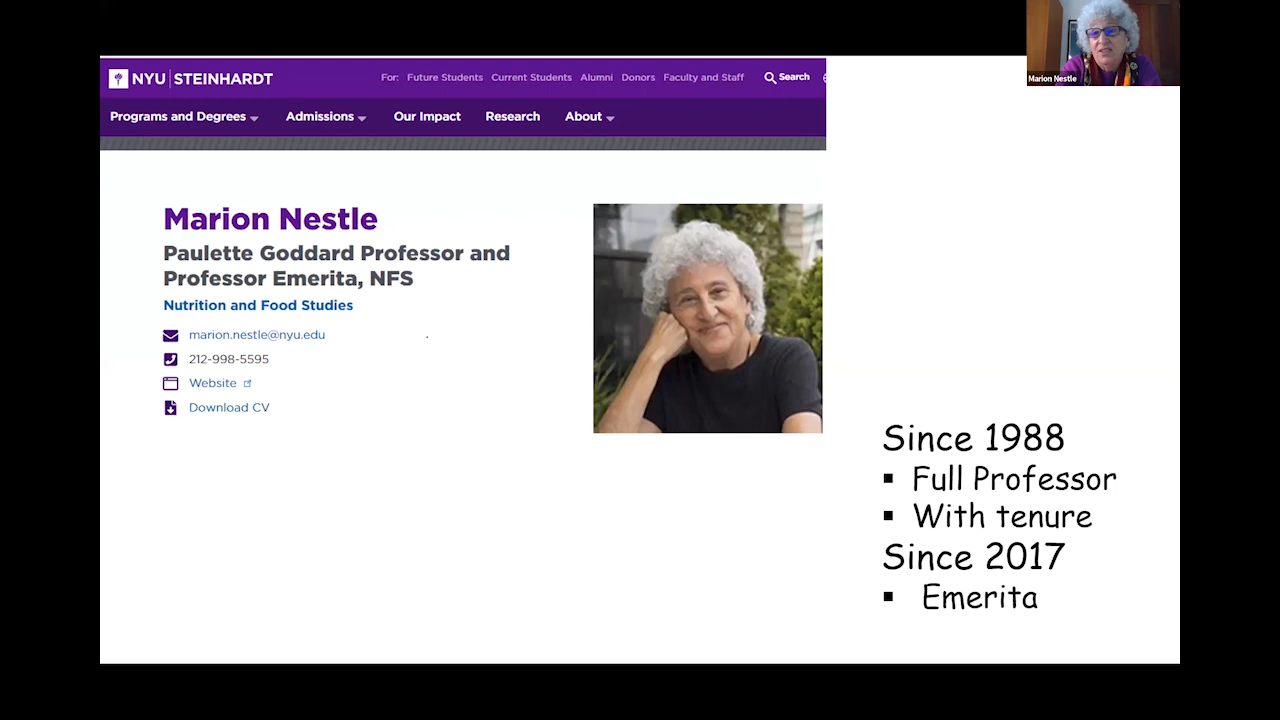 Marion Nestle
NYU STEINHARDT
For: Future Students Current Students Alumni Donors Faculty and Staff Search
Programs and Degrees Admissions Our Impact Research About
Marion Nestle
Paulette Goddard Professor and
Professor Emerita, NFS
Nutrition and Food Studies
marion.nestle@nyu.edu
212-998-5595
Website
Download CV
Since 1988
▪ Full Professor
▪ With tenure
Since 2017
▪ Emerita